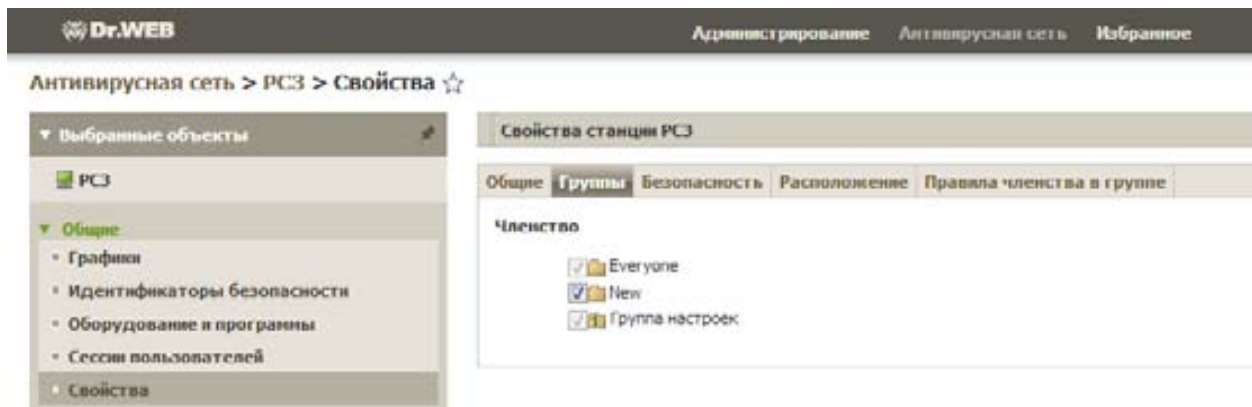 Dr.WEB
Администрирование Антивирусная сеть Избранное
Антивирусная сеть > PC3 > Свойства
Выбранные объекты
PC3
Общие
Графики
Идентификаторы безопасности
Оборудование и программы
Сессии пользователей
Свойства
Свойства станции PC3
Общие Группы Безопасность Расположение Правила членства в группе
Членство
Everyone
New
Группа настроек